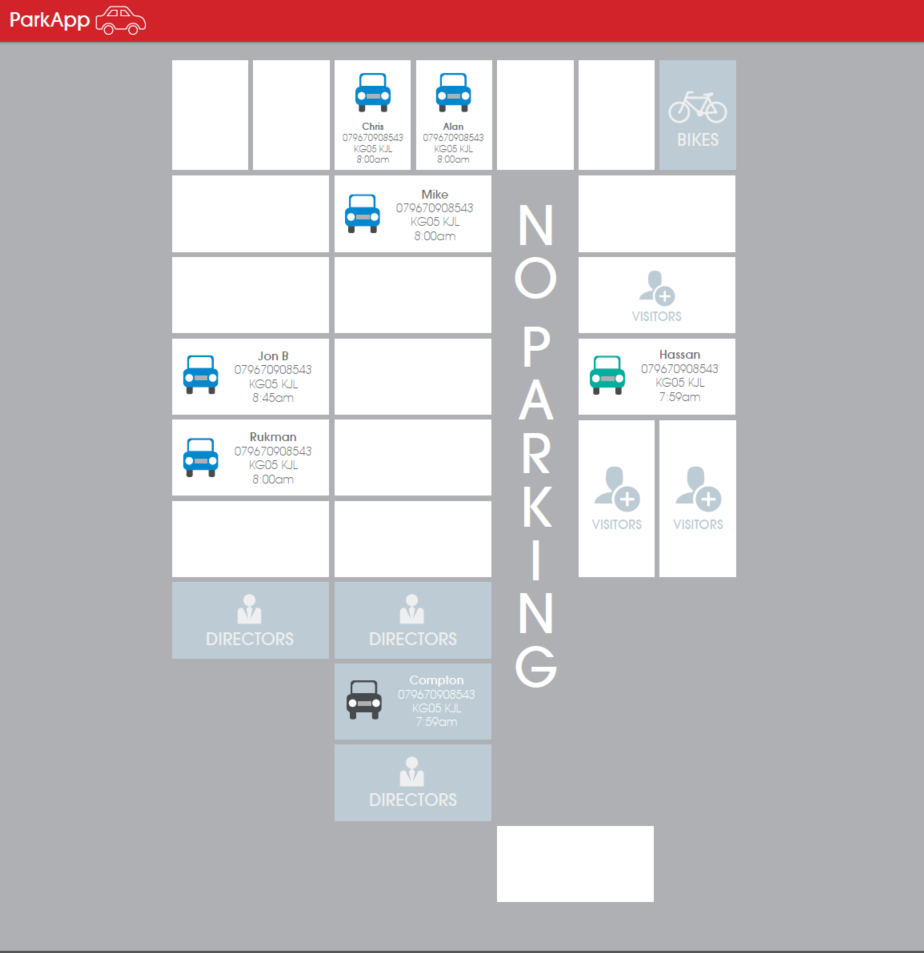 ParkApp
Chris
079670908543
KG05 KJL
8:00am
Alan
079670908543
KG05 KJL
8:00am
BIKES
Mike
079670908543
KG05 KJL
8:00am
NO PARKING
VISITORS
Jon B
079670908543
KG05 KJL
8:45am
Hassan
079670908543
KG05 KJL
7:59am
Rukman
079670908543
KG05 KJL
8:00am
VISITORS
VISITORS
DIRECTORS
DIRECTORS
Compton
079670908543
KG05 KJL
7:59am
DIRECTORS